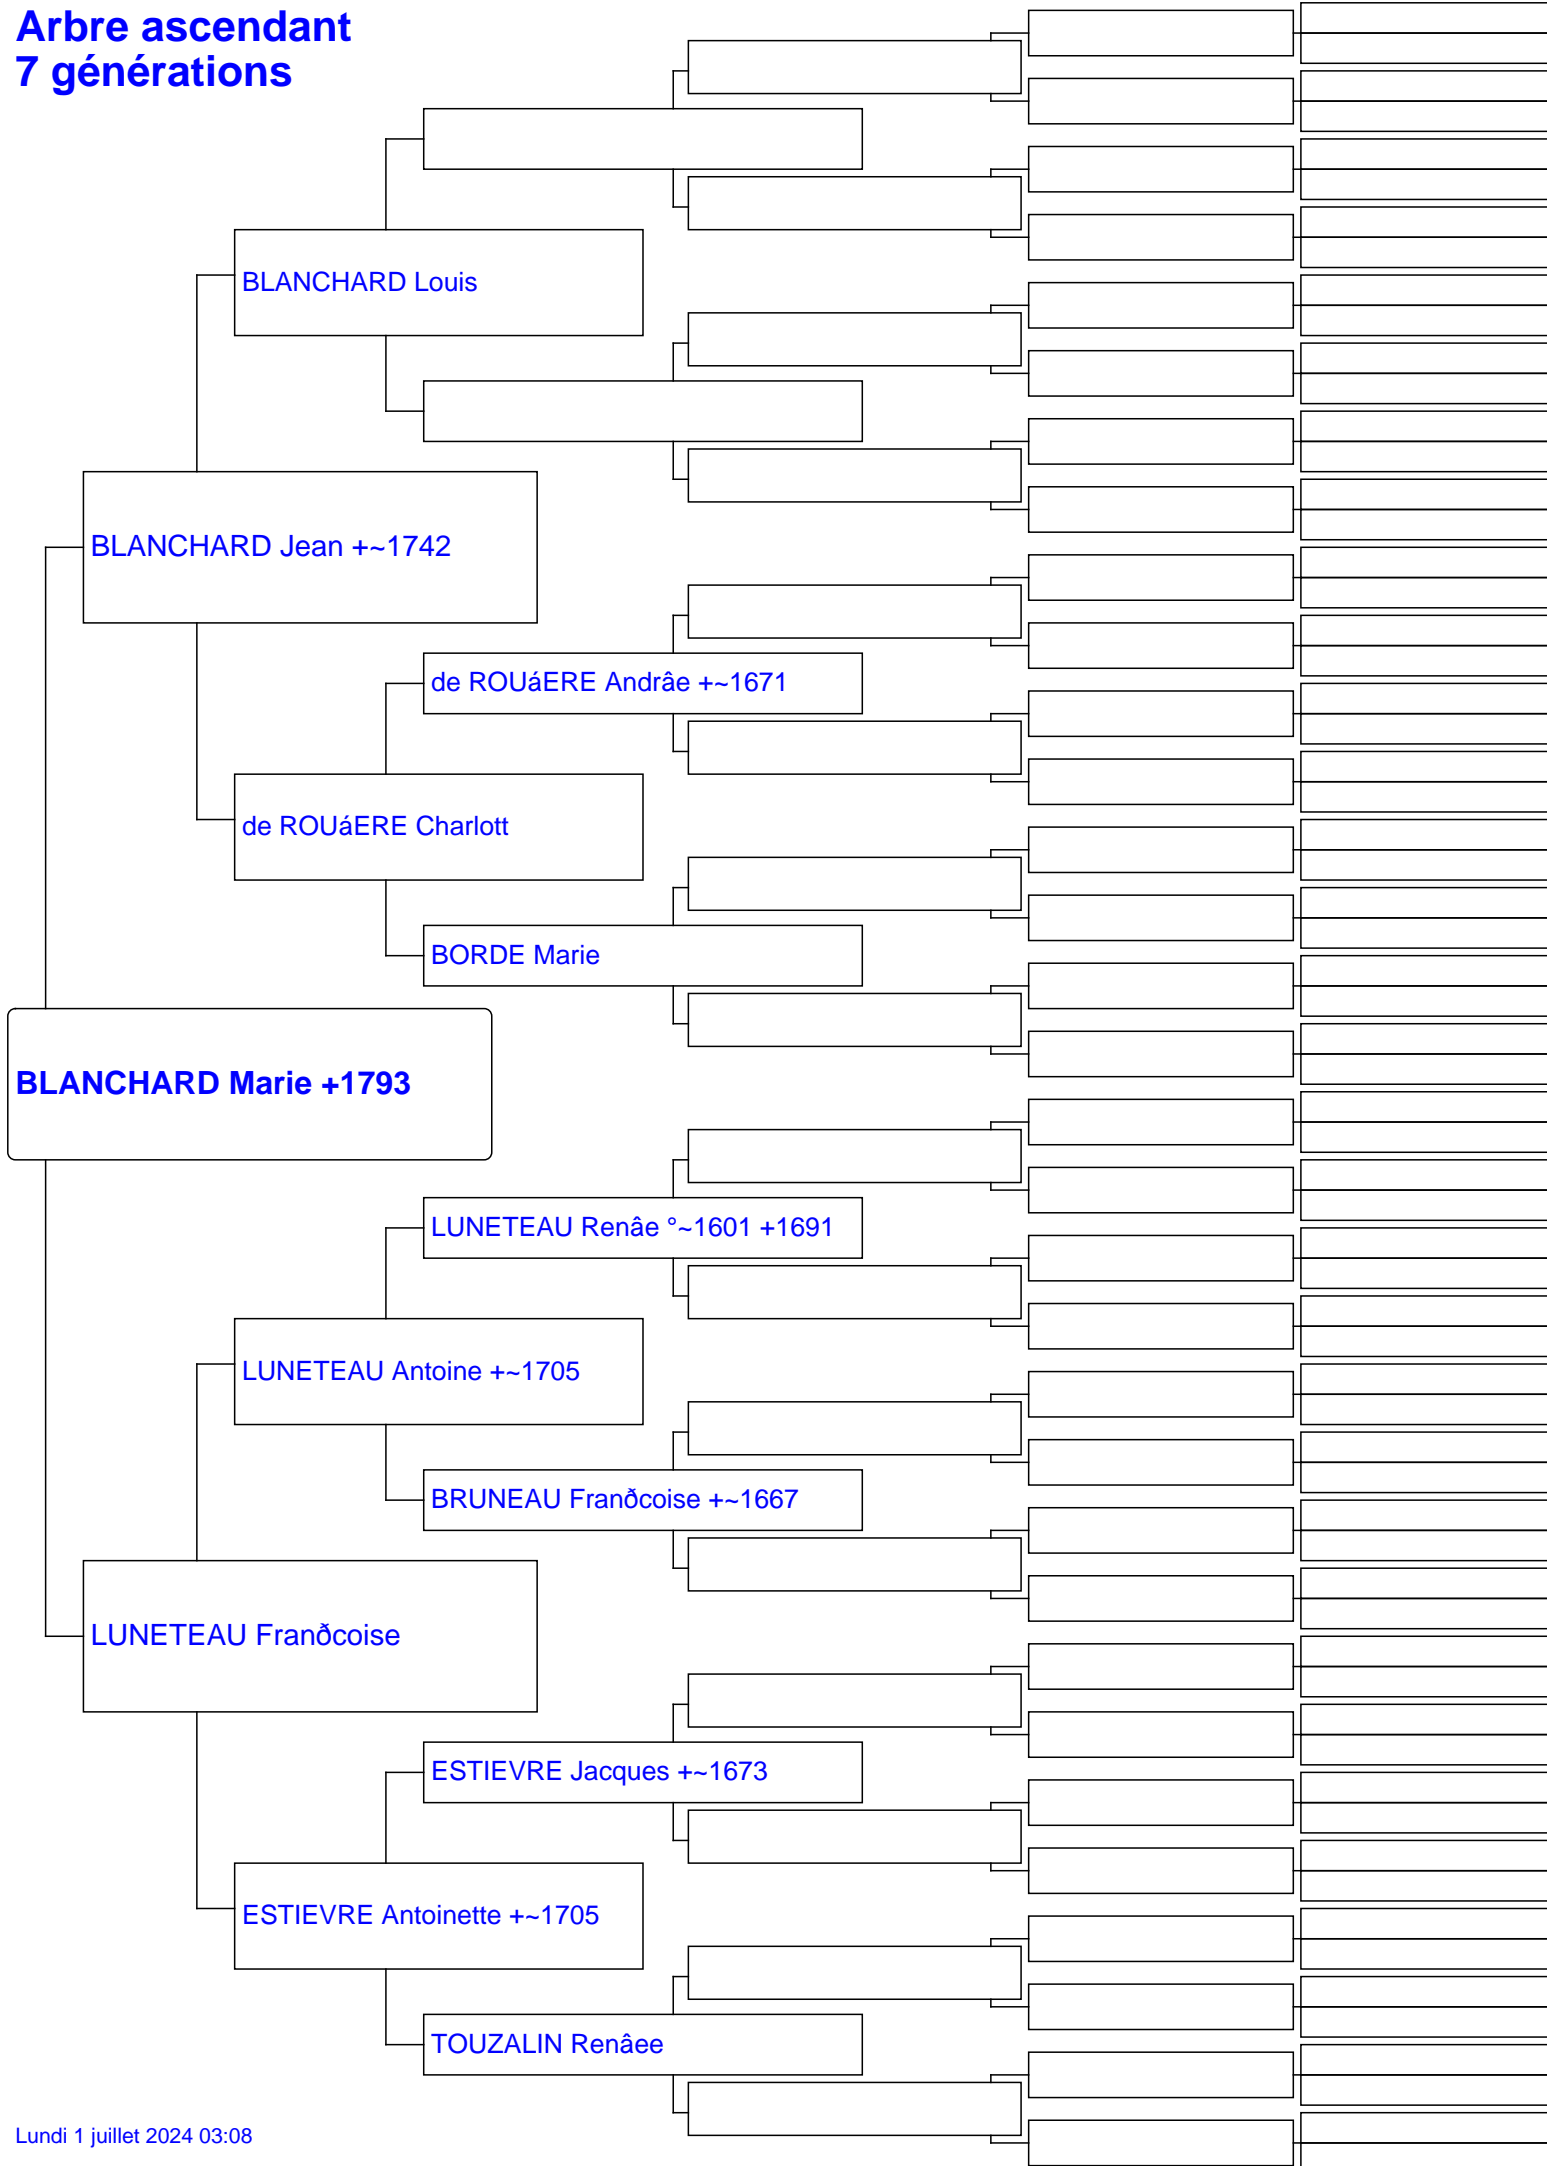 Arbre ascendant
7 générations
BLANCHARD Louis
BLANCHARD Jean +~1742
de ROUáERE Andrâe +~1671
de ROUáERE Charlott
BORDE Marie
BLANCHARD Marie +1793
LUNETEAU Renâe °~1601 +1691
LUNETEAU Antoine +~1705
BRUNEAU Franðcoise +~1667
LUNETEAU Franðcoise
ESTIEVRE Jacques +~1673
ESTIEVRE Antoinette +~1705
TOUZALIN Renâee
Lundi 1 juillet 2024 03:08